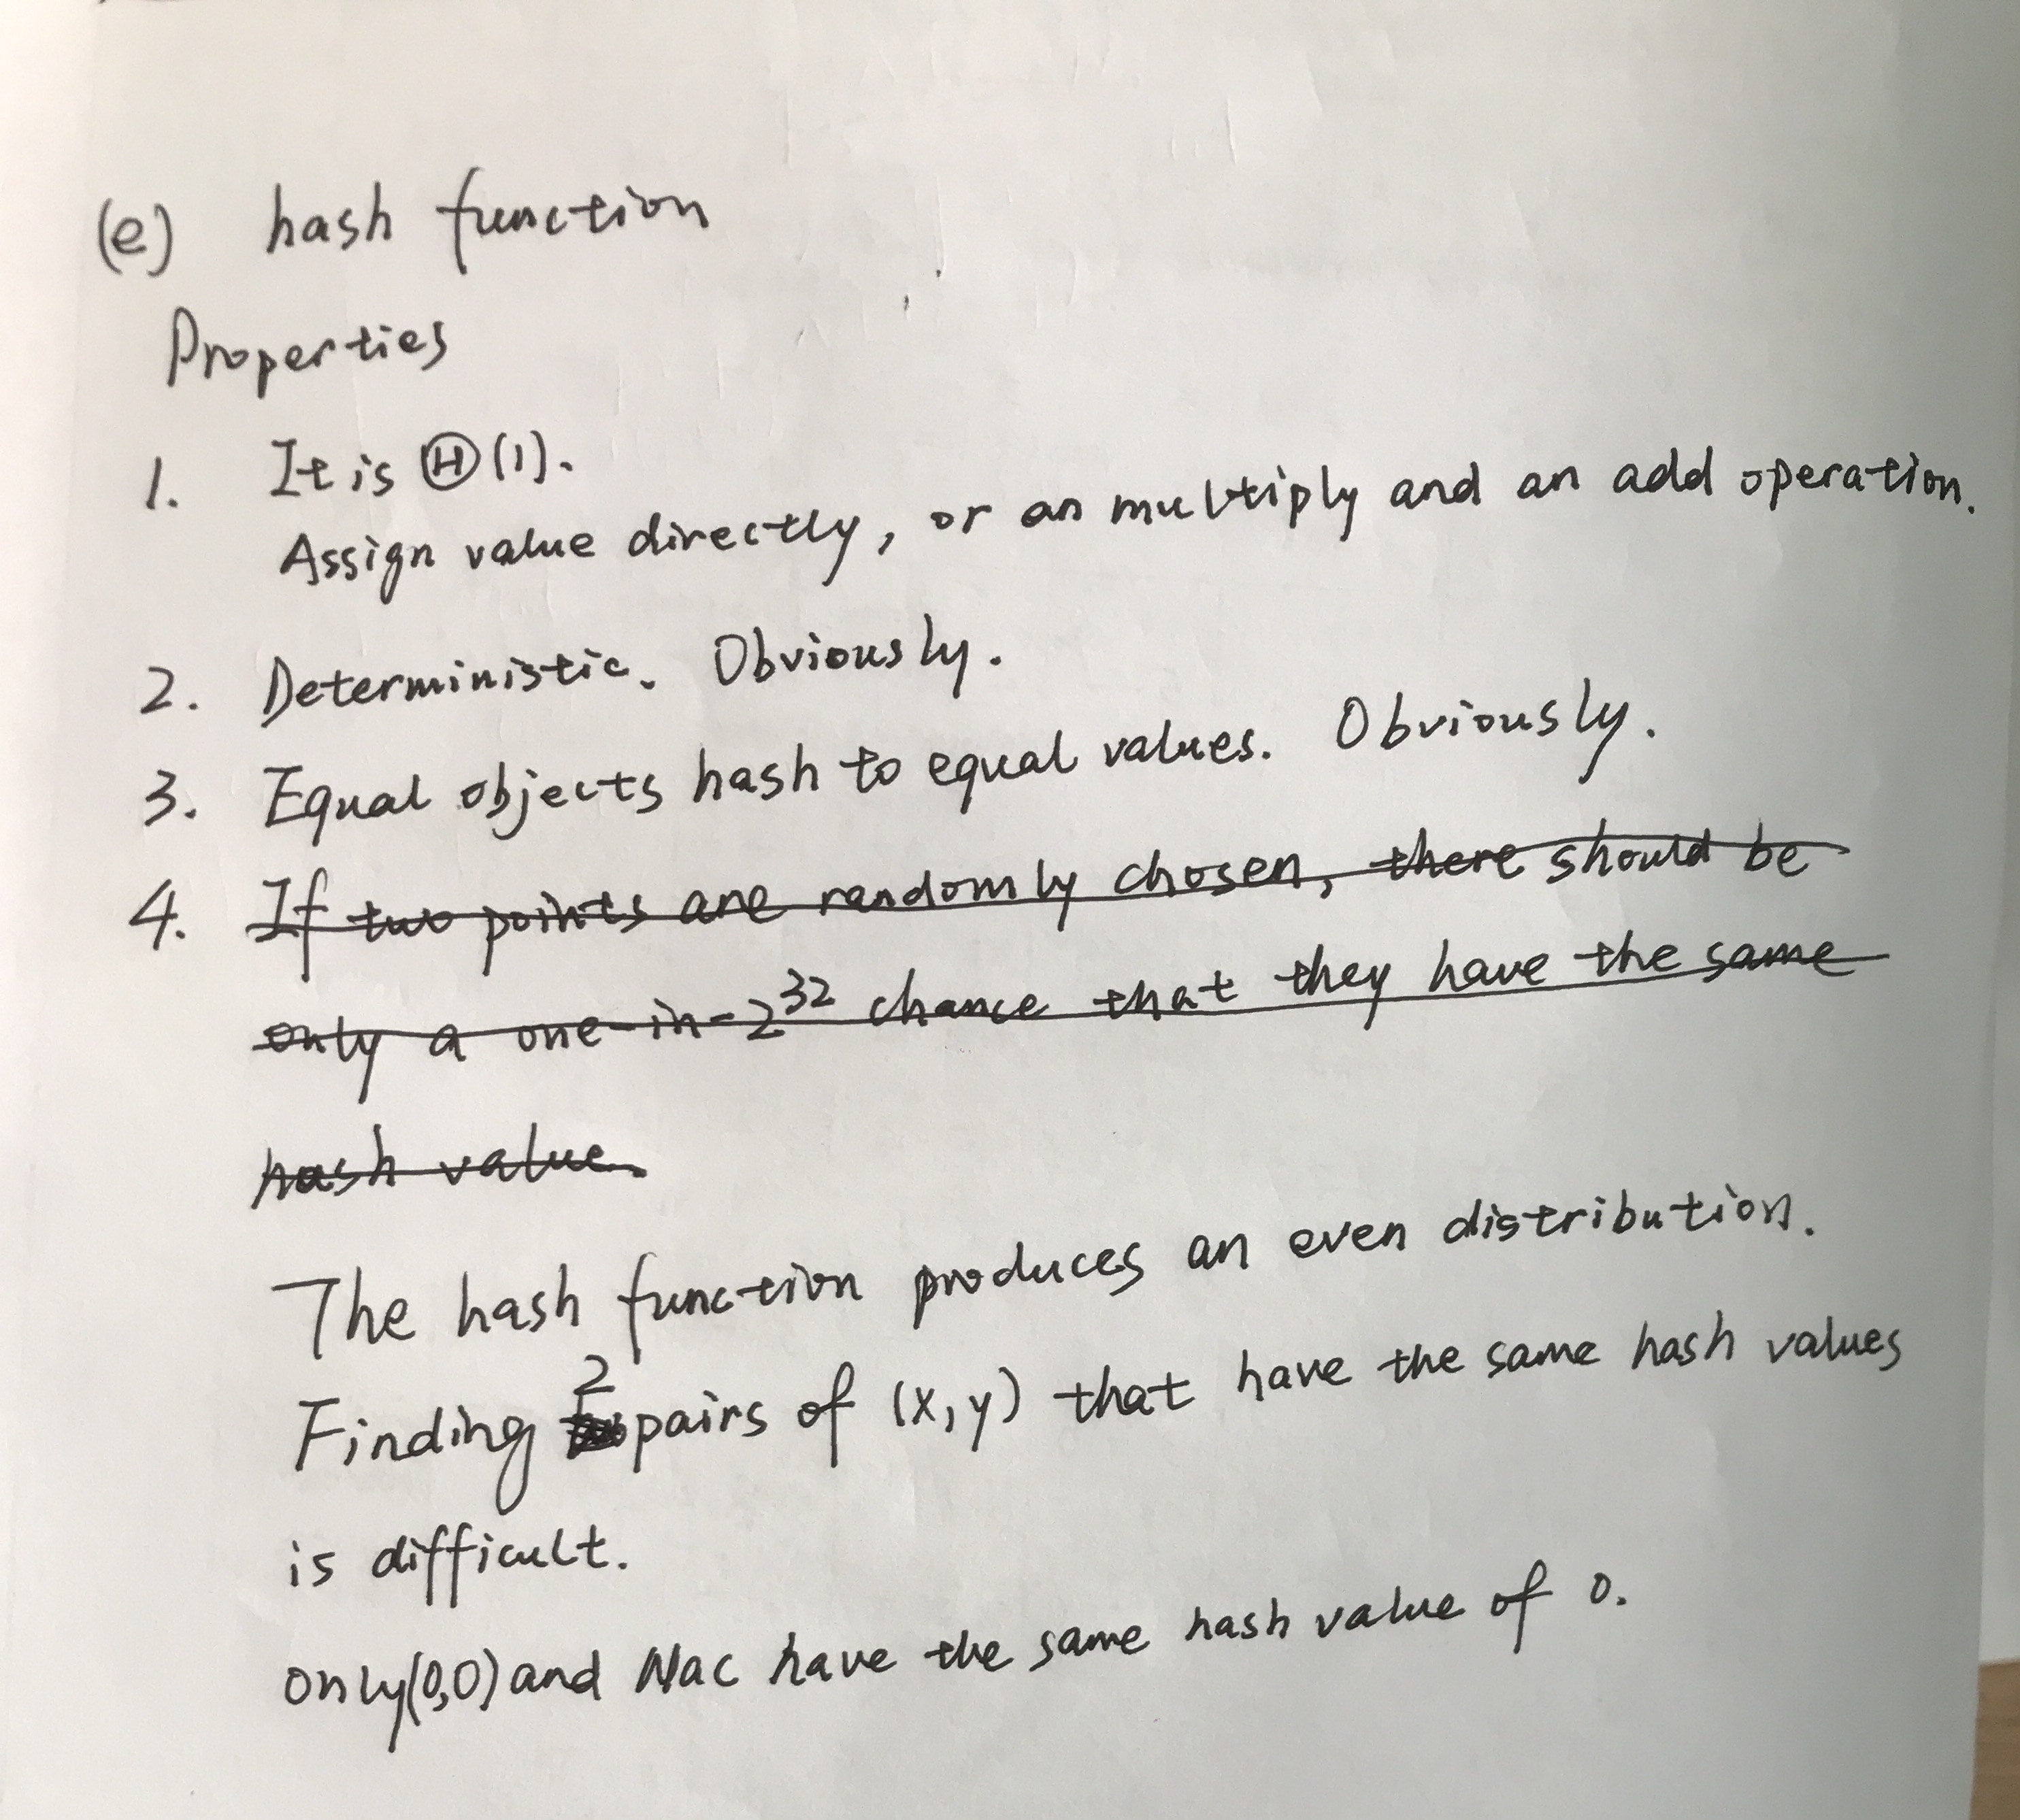 (e) hash function
Properties
1. It is Θ(1).
Assign value directly, or an multiply and an add operation.
2. Deterministic. Obviously.
3. Equal objects hash to equal values. Obviously.
4. If two points are randomly chosen, there should be
only a one-in-2^32 chance that they have the same
hash value.
The hash function produces an even distribution.
Finding 2 pairs of (x,y) that have the same hash values
is difficult.
only(0,0) and Nac have the same hash value of 0.